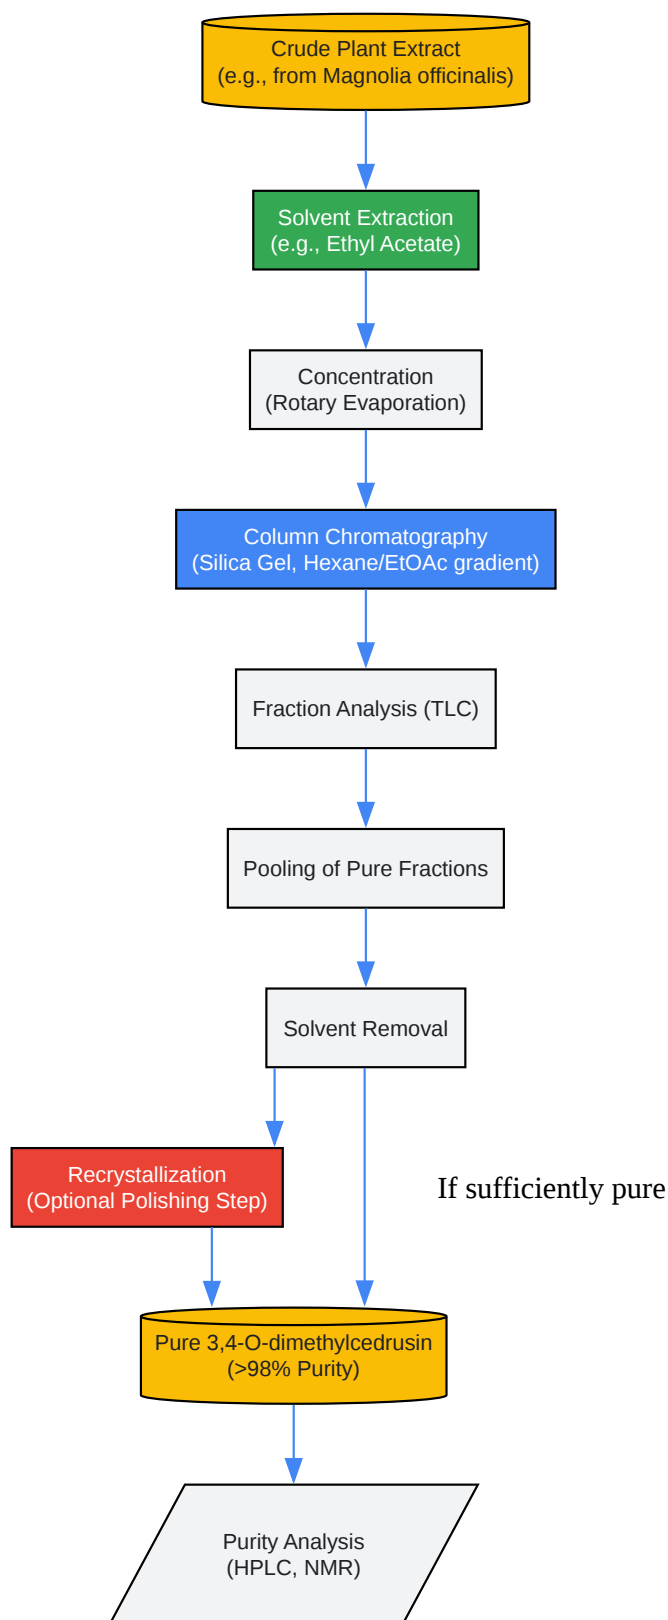 Crude Plant Extract
(e.g., from Magnolia officinalis)
Solvent Extraction
(e.g., Ethyl Acetate)
Concentration
(Rotary Evaporation)
Column Chromatography
(Silica Gel, Hexane/EtOAc gradient)
Fraction Analysis (TLC)
Pooling of Pure Fractions
Solvent Removal
Recrystallization
(Optional Polishing Step)
If sufficiently pure
Pure 3,4-O-dimethylcedrusin
(>98% Purity)
Purity Analysis
(HPLC, NMR)